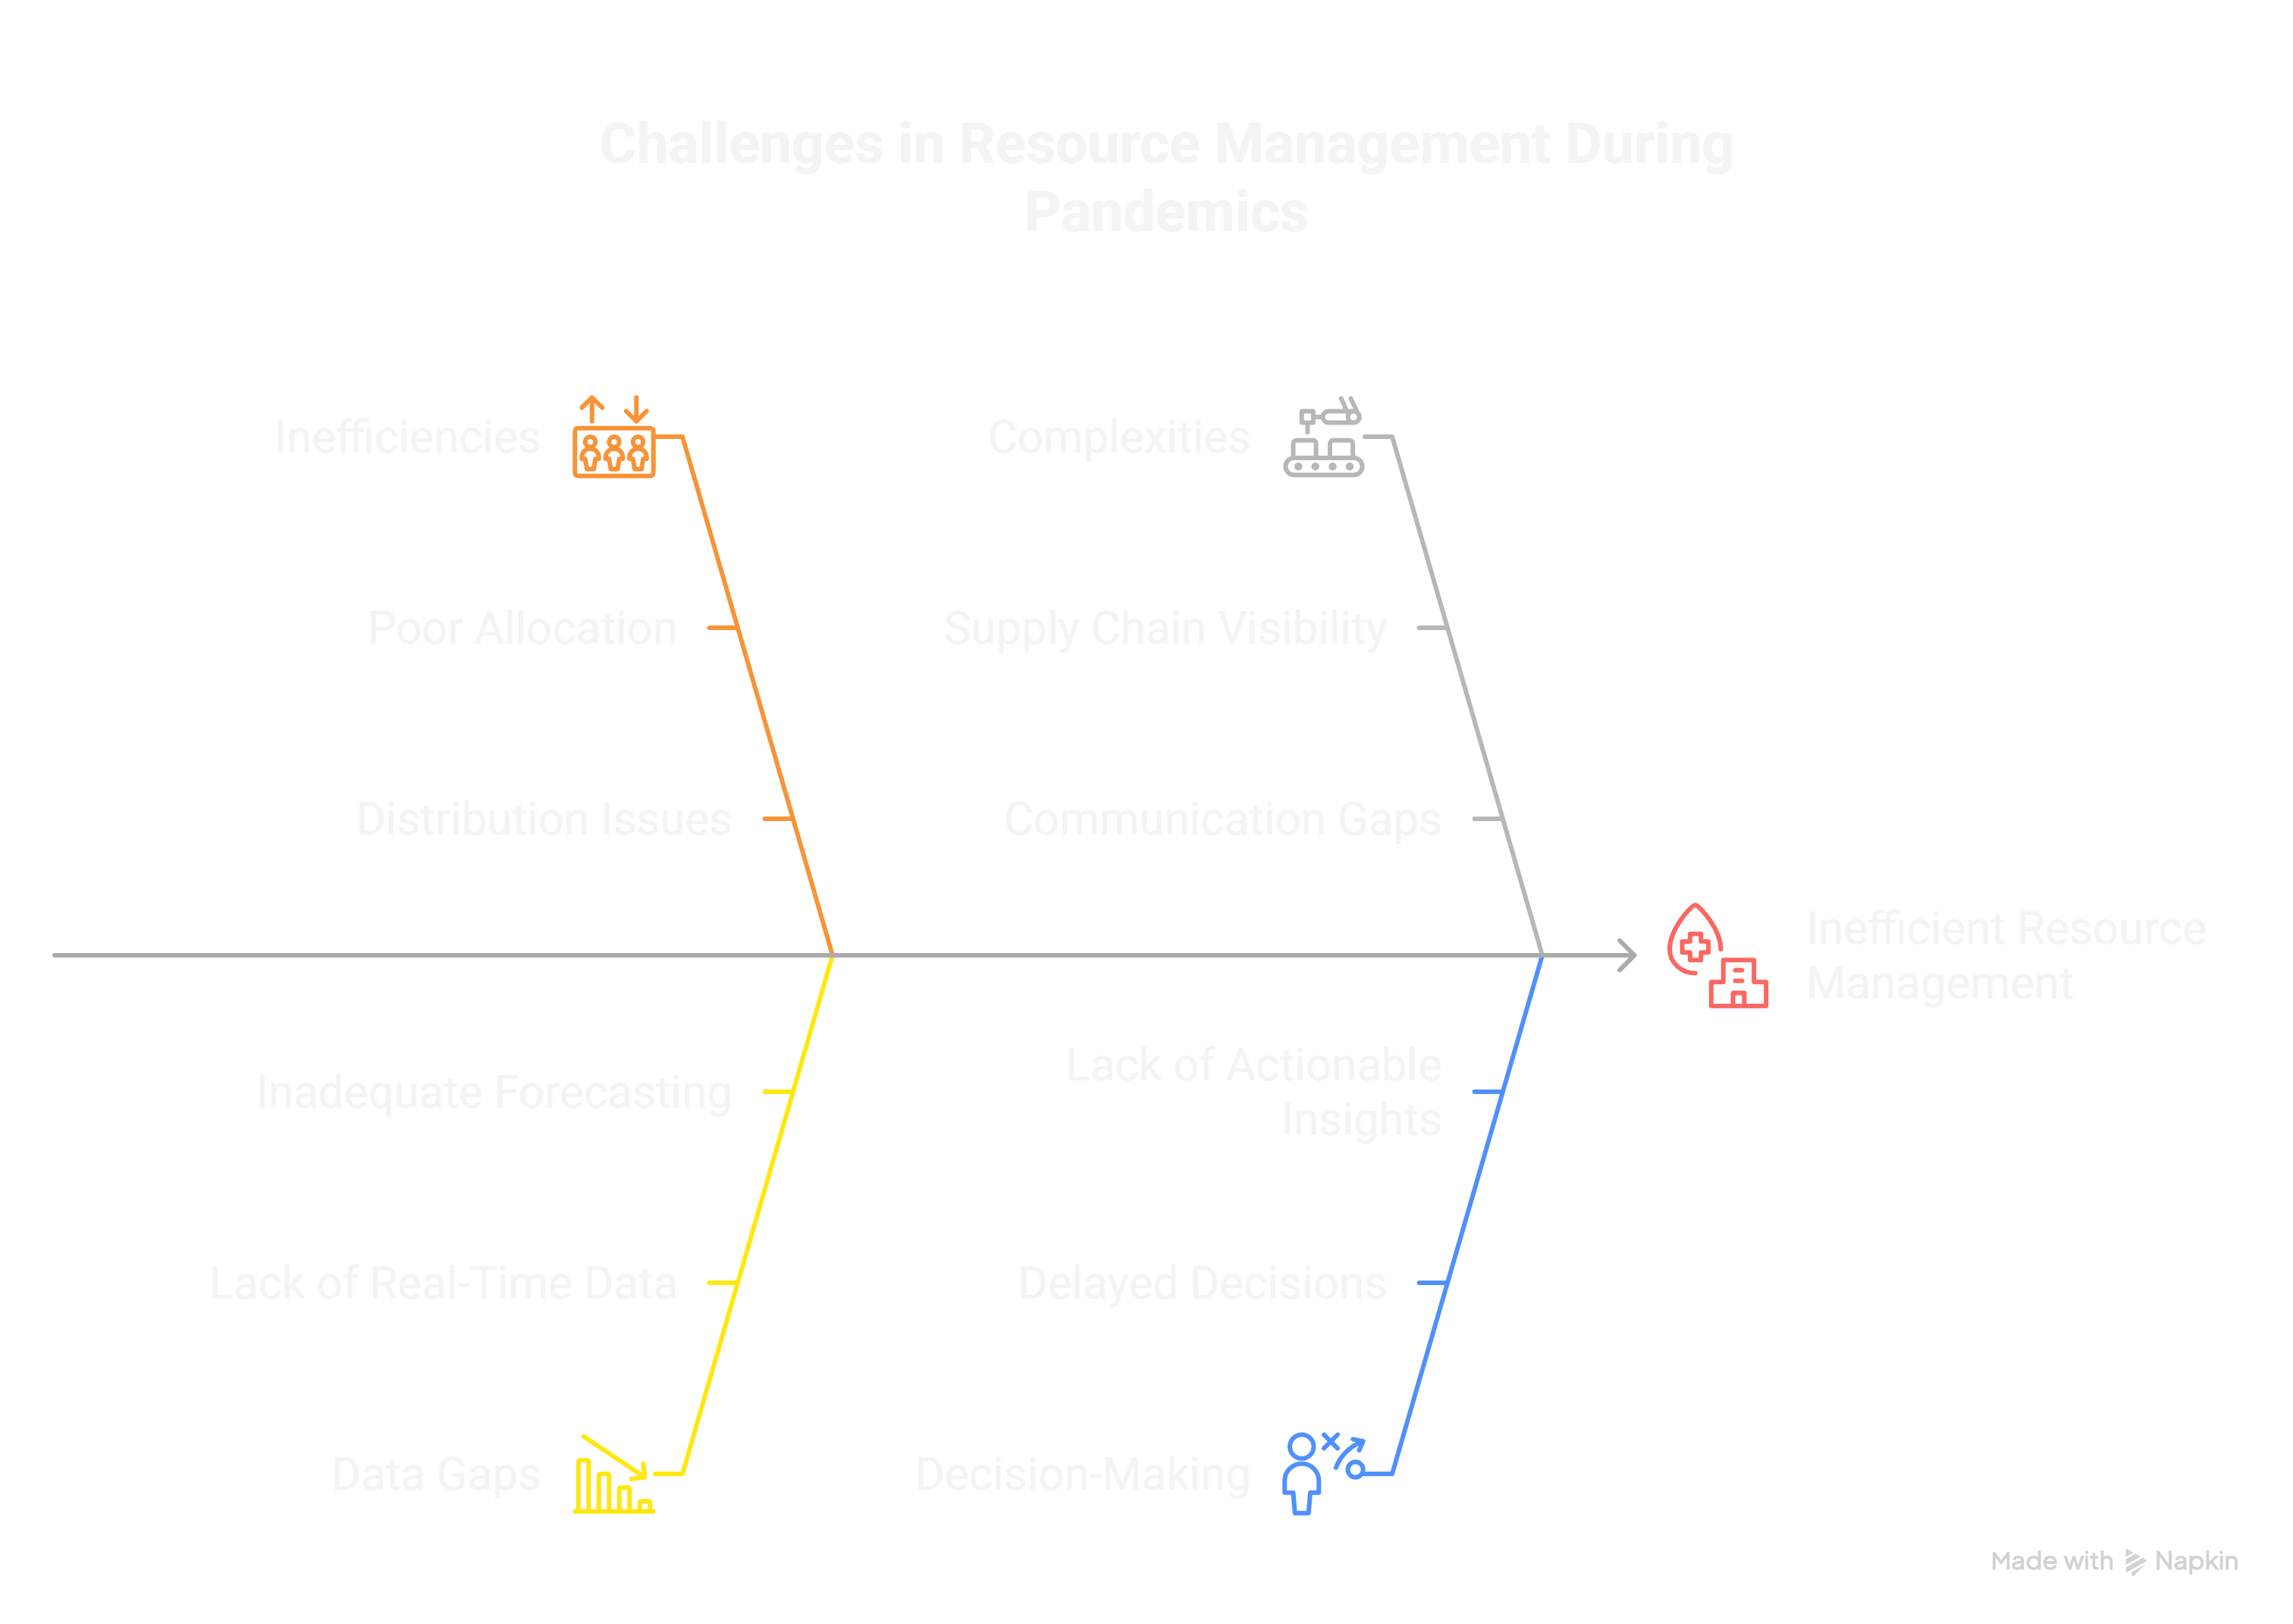 Challenges in Resource Management During
Pandemics
Inefficiencies
Complexities
Poor Allocation
Supply Chain Visibility
Distribution Issues
Communication Gaps
Inefficient Resource
Management
Lack of Actionable
Insights
Inadequate Forecasting
Lack of Real-Time Data
Delayed Decisions
Data Gaps
Decision-Making
Made with Napkin